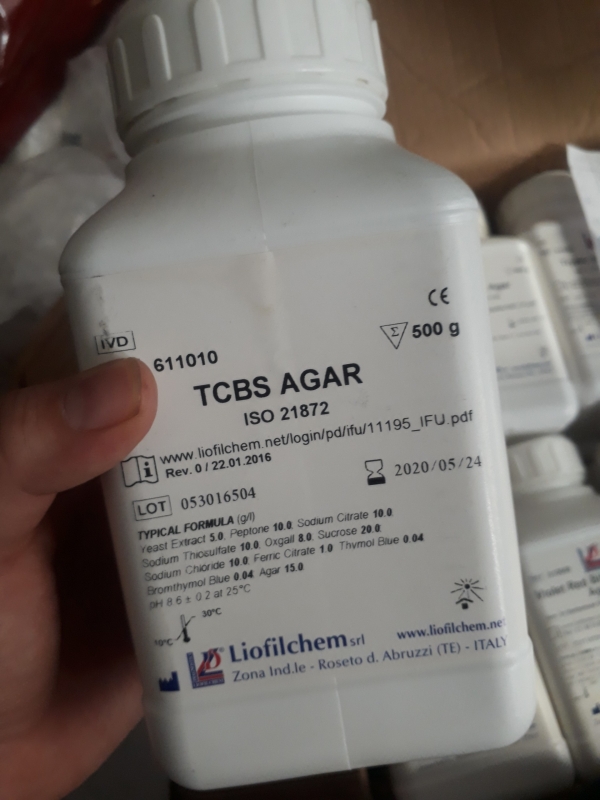 CE
IVD
Σ 500 g
611010
TCBS AGAR
ISO 21872
www.liofilchem.net/login/pd/ifu/11195_IFU.pdf
Rev. 0 / 22.01.2016
2020/05/24
LOT 053016504
TYPICAL FORMULA (g/l)
Yeast Extract 5.0, Peptone 10.0, Sodium Citrate 10.0
Sodium Thiosulfate 10.0, Oxgall 8.0, Sucrose 20.0,
Sodium Chloride 10.0, Ferric Citrate 1.0 Thymol Blue 0.04
Bromthymol Blue 0.04, Agar 15.0
pH 8.6 ± 0.2 at 25°C
30°C
10°C
Liofilchem srl
www.liofilchem.net
Zona Ind.le - Roseto d. Abruzzi (TE) - ITALY
Agar
Violet Red